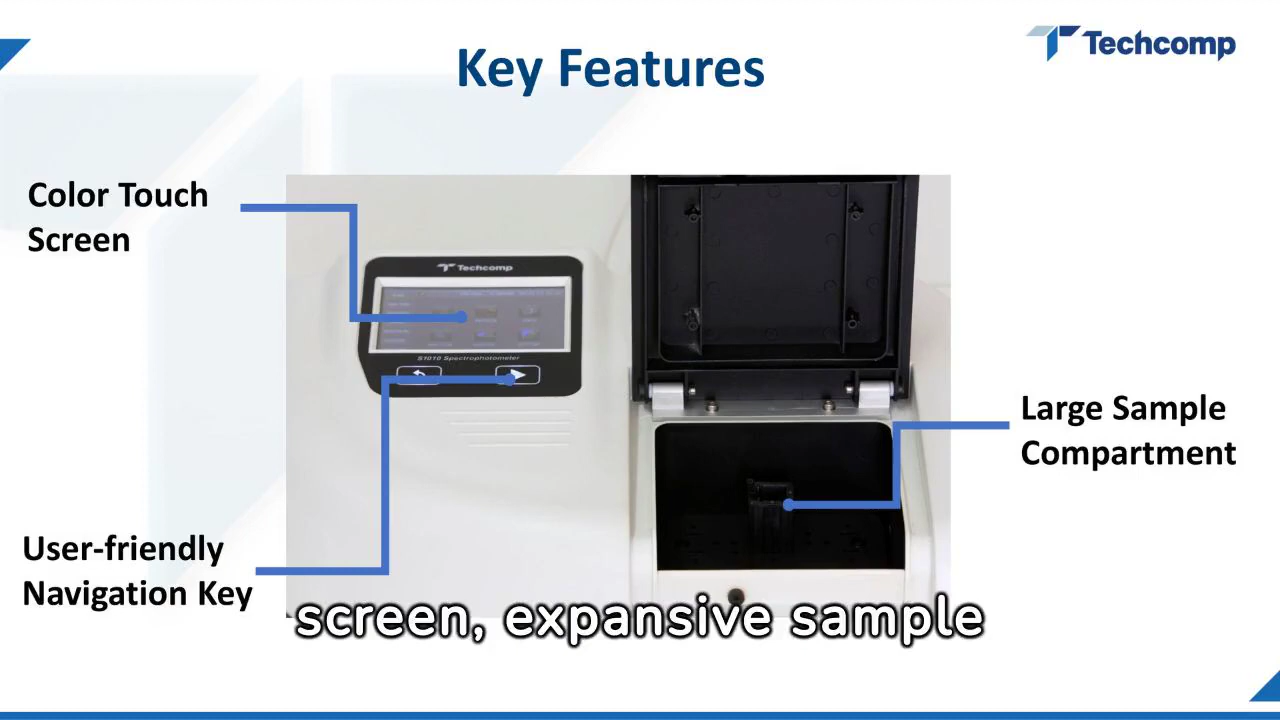 Key Features
Techcomp
Color Touch
Screen
Techcomp
S1010 Spectrophotometer
Large Sample
Compartment
User-friendly
Navigation Key
screen, expansive sample